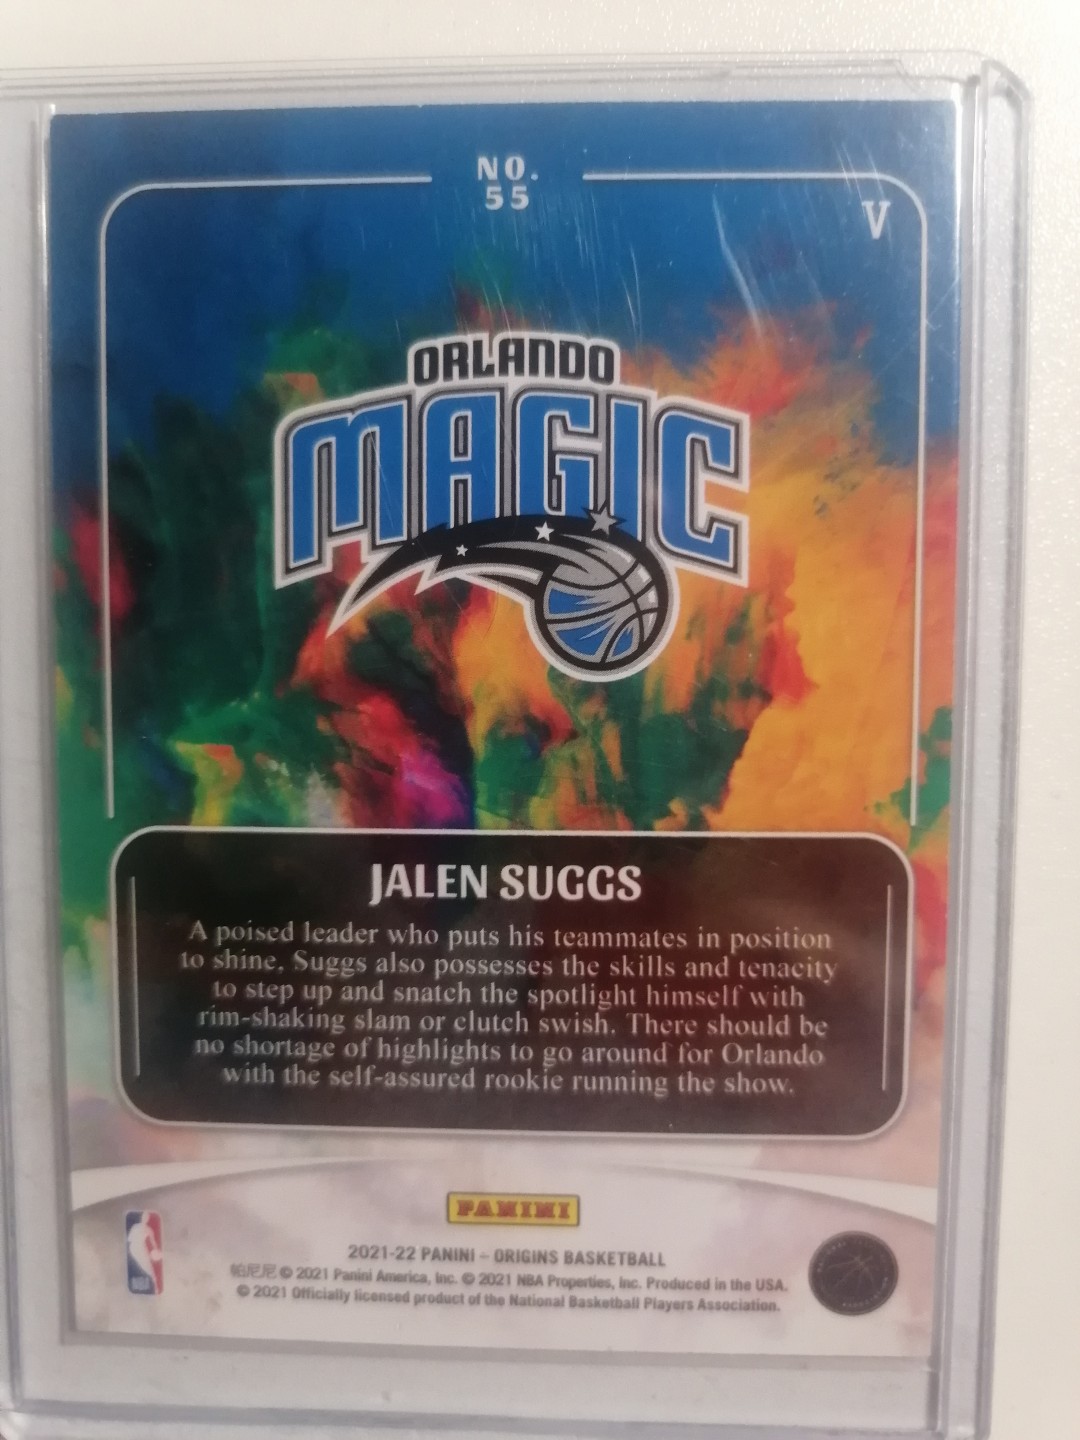 NO.
55
V
ORLANDO
MAGIC
JALEN SUGGS
A poised leader who puts his teammates in position
to shine, Suggs also possesses the skills and tenacity
to step up and snatch the spotlight himself with
rim-shaking slam or clutch swish. There should be
no shortage of highlights to go around for Orlando
with the self-assured rookie running the show.
PANINI
2021-22 PANINI - ORIGINS BASKETBALL
帕尼尼 © 2021 Panini America, Inc. © 2021 NBA Properties, Inc. Produced in the USA.
© 2021 Officially licensed product of the National Basketball Players Association.
NBA